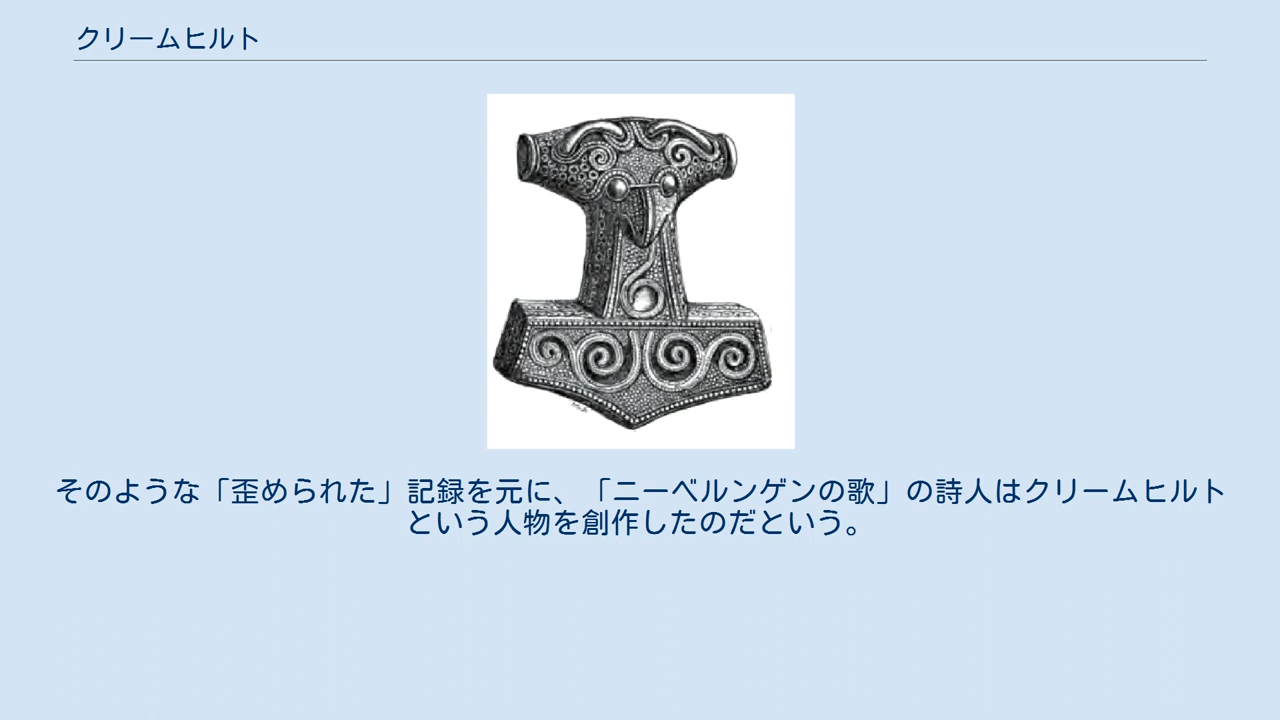 クリームヒルト
そのような「歪められた」記録を元に、「ニーベルンゲンの歌」の詩人はクリームヒルト
という人物を創作したのだという。